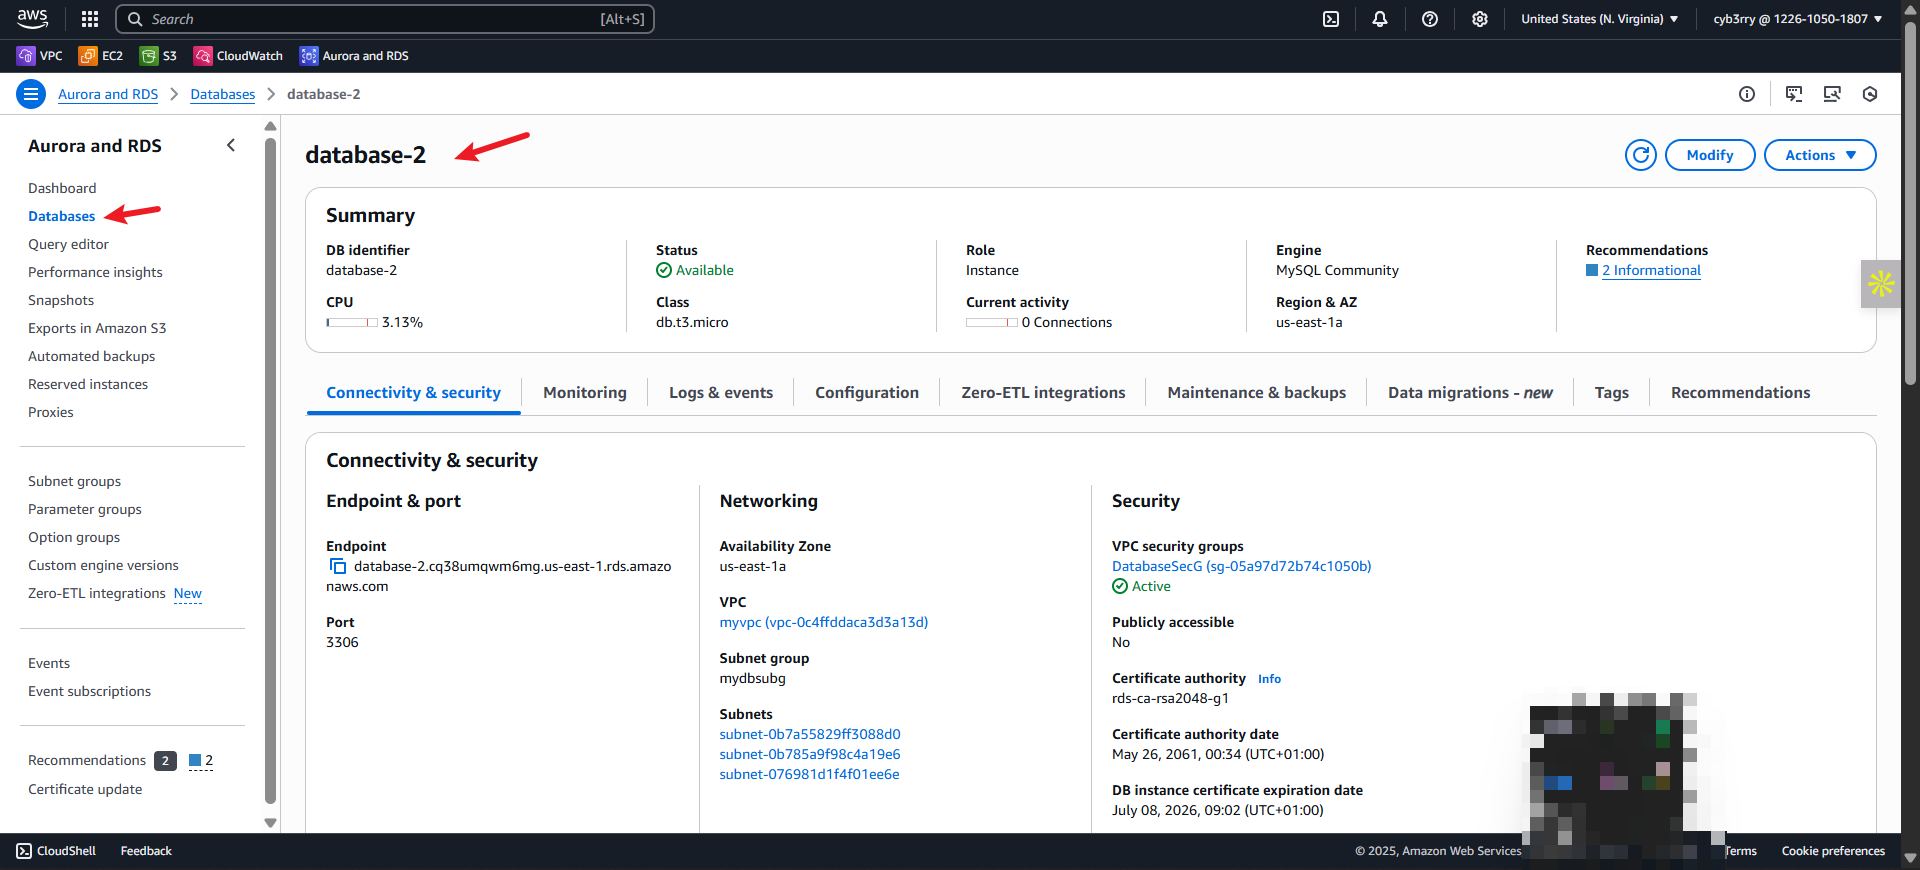 aws
Search [Alt+S]
United States (N. Virginia)
cyb3rry @ 1226-1050-1807
VPC
EC2
S3
CloudWatch
Aurora and RDS
Aurora and RDS
Databases
database-2
Aurora and RDS
Dashboard
Databases
Query editor
Performance insights
Snapshots
Exports in Amazon S3
Automated backups
Reserved instances
Proxies
Subnet groups
Parameter groups
Option groups
Custom engine versions
Zero-ETL integrations New
Events
Event subscriptions
Recommendations 2 2
Certificate update
database-2
Modify
Actions
Summary
DB identifier
database-2
CPU
3.13%
Status
Available
Class
db.t3.micro
Role
Instance
Current activity
0 Connections
Engine
MySQL Community
Region & AZ
us-east-1a
Recommendations
2 Informational
Connectivity & security
Monitoring
Logs & events
Configuration
Zero-ETL integrations
Maintenance & backups
Data migrations - new
Tags
Recommendations
Connectivity & security
Endpoint & port
Endpoint
database-2.cq38umqwm6mg.us-east-1.rds.amazo
naws.com
Port
3306
Networking
Availability Zone
us-east-1a
VPC
myvpc (vpc-0c4ffddaca3d3a13d)
Subnet group
mydbsubg
Subnets
subnet-0b7a55829ff3088d0
subnet-0b785a9f98c4a19e6
subnet-076981d1f4f01ee6e
Security
VPC security groups
DatabaseSecG (sg-05a97d72b74c1050b)
Active
Publicly accessible
No
Certificate authority Info
rds-ca-rsa2048-g1
Certificate authority date
May 26, 2061, 00:34 (UTC+01:00)
DB instance certificate expiration date
July 08, 2026, 09:02 (UTC+01:00)
CloudShell
Feedback
© 2025, Amazon Web Services
Terms
Cookie preferences